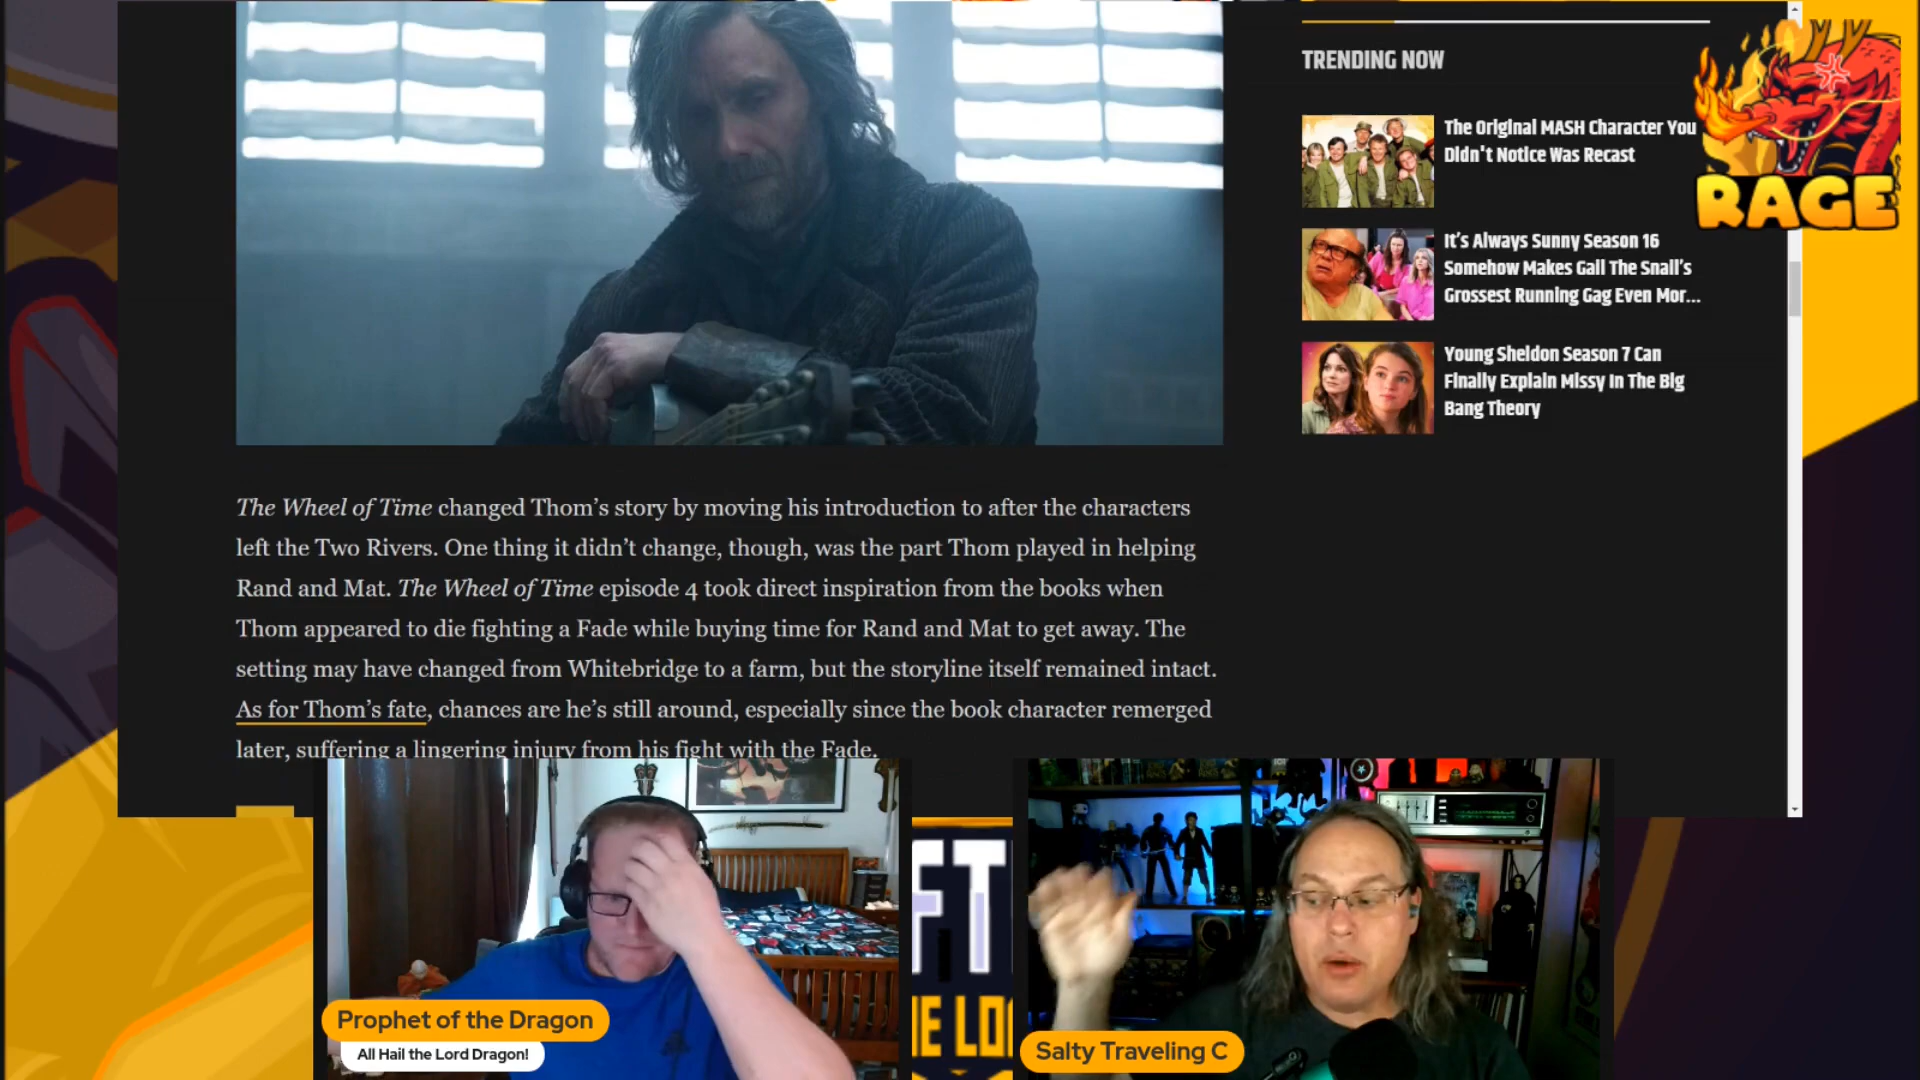 TRENDING NOW
The Original MASH Character You
Didn't Notice Was Recast
It's Always Sunny Season 16
Somehow Makes Gail The Snail's
Grossest Running Gag Even Mor...
Young Sheldon Season 7 Can
Finally Explain Missy In The Big
Bang Theory
RAGE
The Wheel of Time changed Thom's story by moving his introduction to after the characters
left the Two Rivers. One thing it didn't change, though, was the part Thom played in helping
Rand and Mat. The Wheel of Time episode 4 took direct inspiration from the books when
Thom appeared to die fighting a Fade while buying time for Rand and Mat to get away. The
setting may have changed from Whitebridge to a farm, but the storyline itself remained intact.
As for Thom's fate, chances are he's still around, especially since the book character remerged
later, suffering a lingering injury from his fight with the Fade.
FT
E LO
Prophet of the Dragon
All Hail the Lord Dragon!
Salty Traveling C